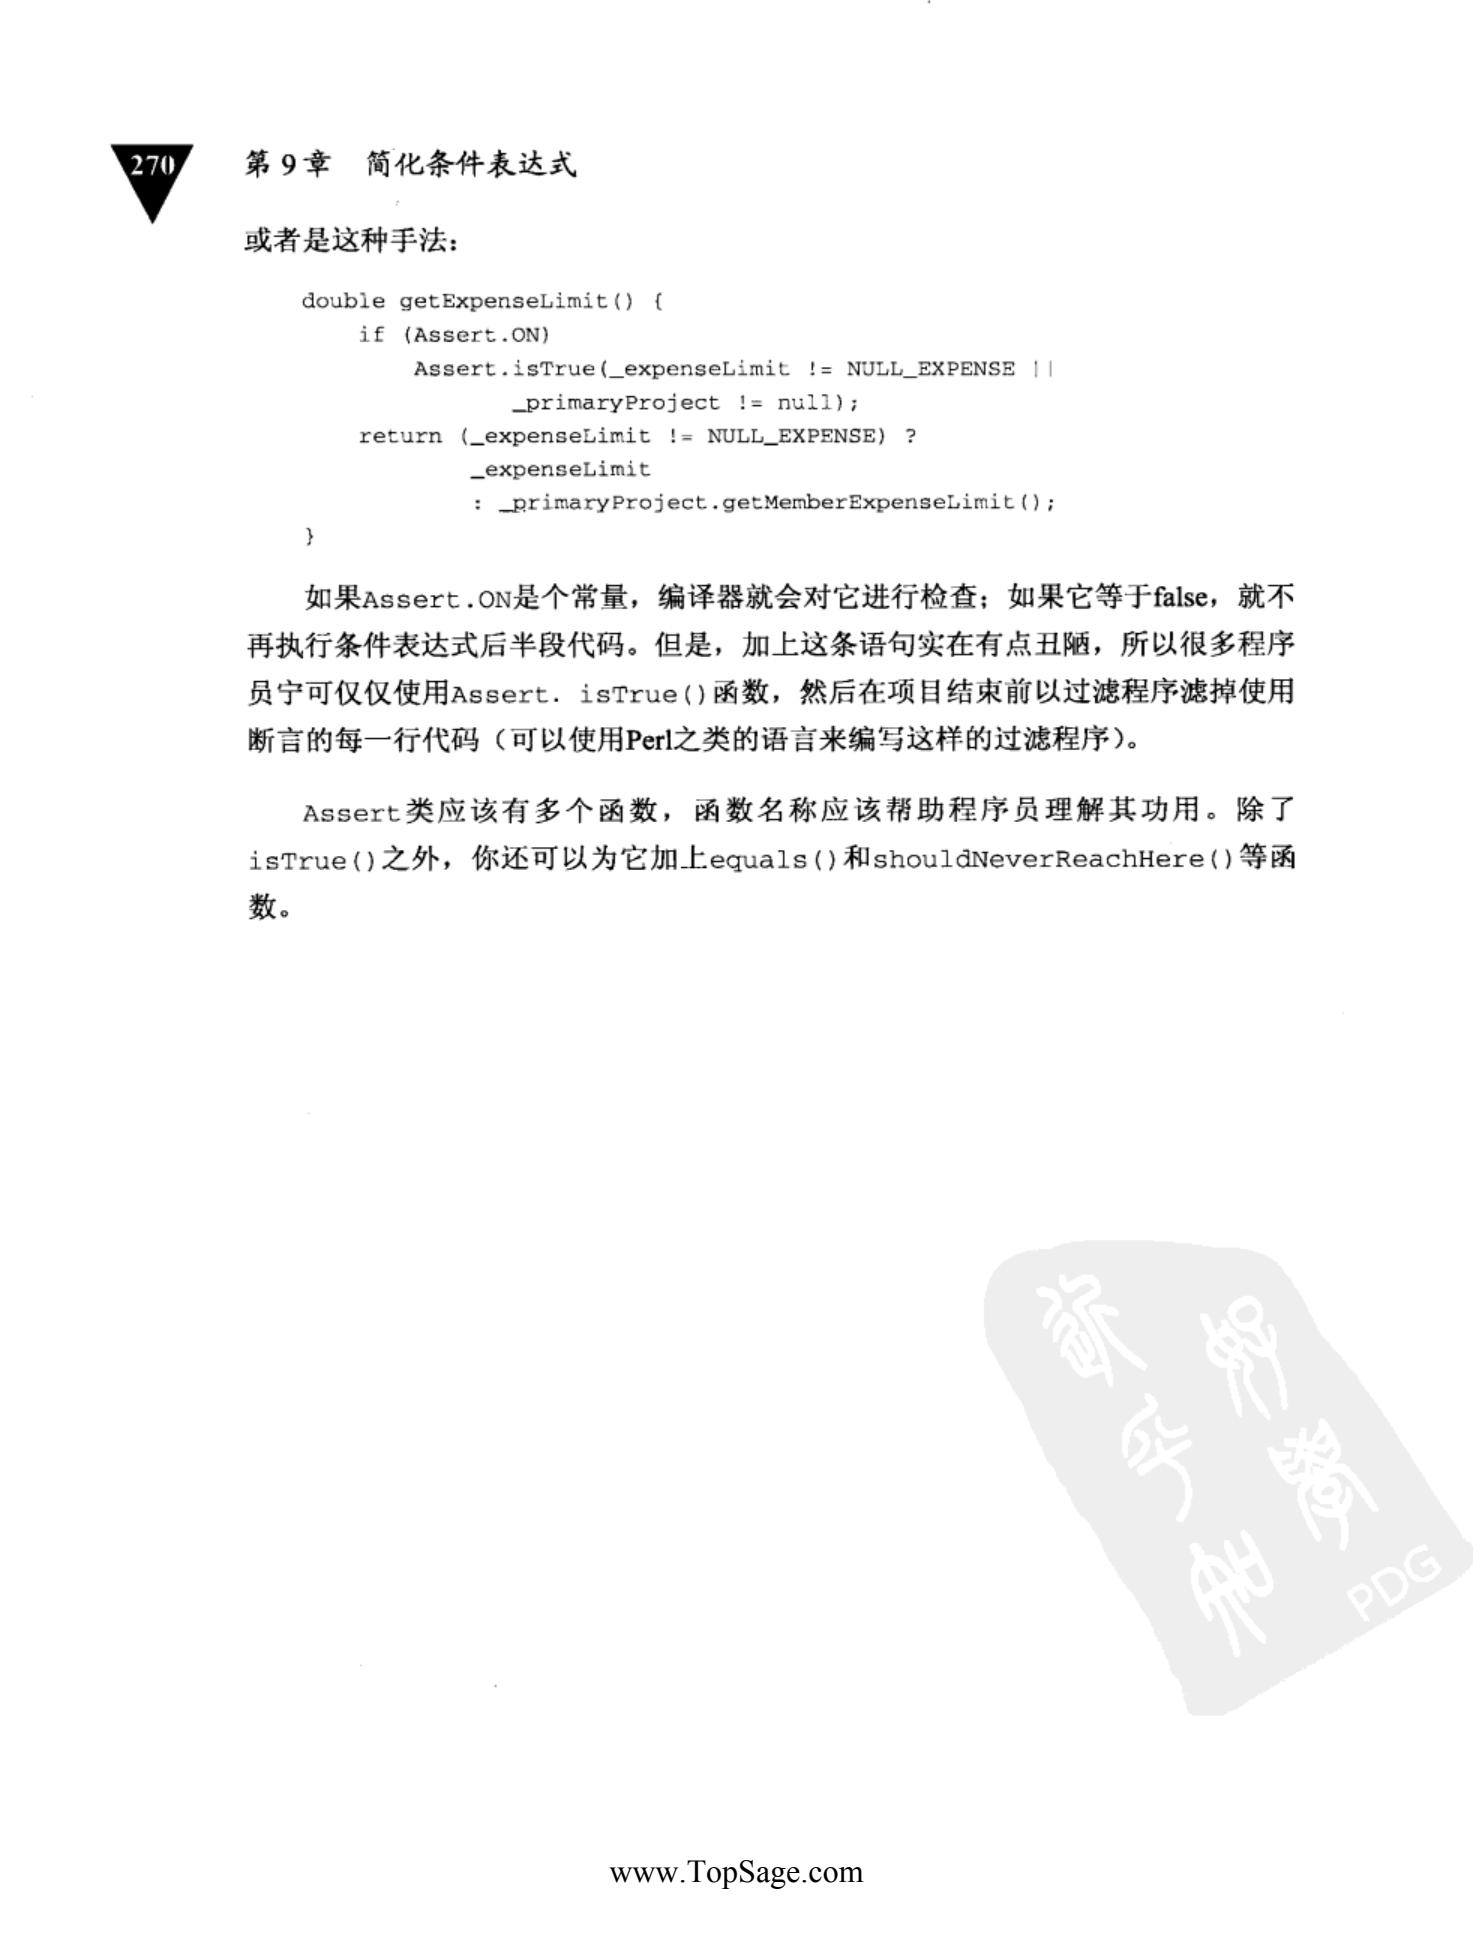 270
第 9 章 简化条件表达式
或者是这种手法：
double getExpenseLimit() {
    if (Assert.ON)
        Assert.isTrue(_expenseLimit != NULL_EXPENSE ||
               _primaryProject != null);
    return (_expenseLimit != NULL_EXPENSE) ?
            _expenseLimit
            : _primaryProject.getMemberExpenseLimit();
}
如果Assert.ON是个常量，编译器就会对它进行检查；如果它等于false，就不
再执行条件表达式后半段代码。但是，加上这条语句实在有点丑陋，所以很多程序
员宁可仅仅使用Assert. isTrue()函数，然后在项目结束前以过滤程序滤掉使用
断言的每一行代码（可以使用Perl之类的语言来编写这样的过滤程序）。
Assert类应该有多个函数，函数名称应该帮助程序员理解其功用。除了
isTrue()之外，你还可以为它加上equals()和shouldNeverReachHere()等函
数。
PDG
www.TopSage.com